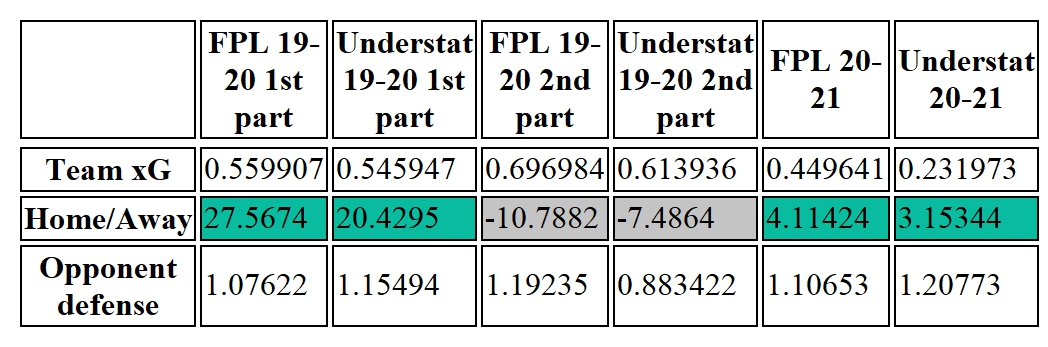 FPL 19-20 1st part Understat 19-20 1st part FPL 19-20 2nd part Understat 19-20 2nd part FPL 20-21 Understat 20-21
Team xG 0.559907 0.545947 0.696984 0.613936 0.449641 0.231973
Home/Away 27.5674 20.4295 -10.7882 -7.4864 4.11424 3.15344
Opponent defense 1.07622 1.15494 1.19235 0.883422 1.10653 1.20773